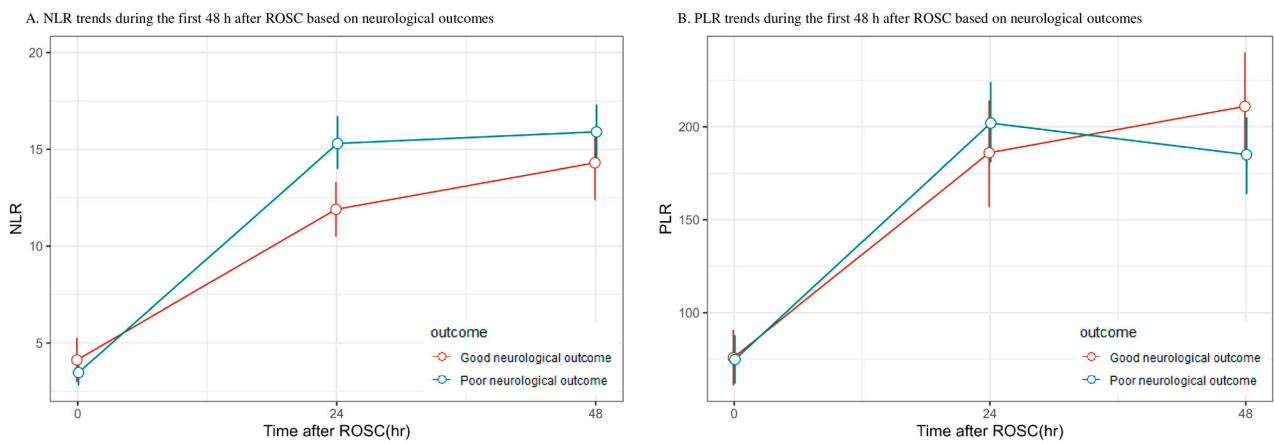 A. NLR trends during the first 48 h after ROSC based on neurological outcomes
20
15
10
5
NLR
0
24
48
Time after ROSC(hr)
outcome
Good neurological outcome
Poor neurological outcome
B. PLR trends during the first 48 h after ROSC based on neurological outcomes
200
150
100
PLR
0
24
48
Time after ROSC(hr)
outcome
Good neurological outcome
Poor neurological outcome